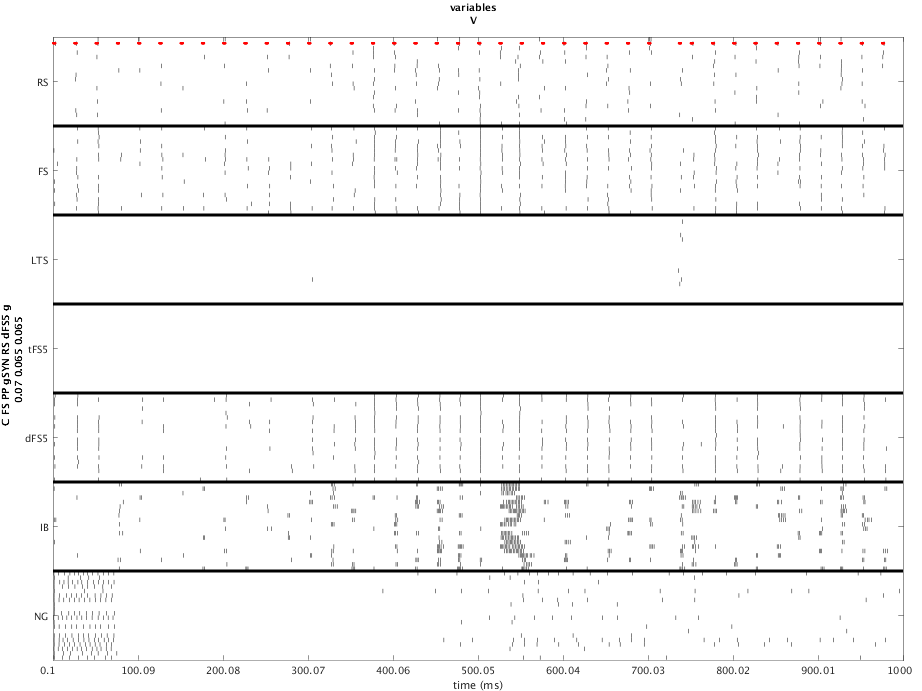 variables
V
RS
FS
LTS
tFS5
dFS5
IB
NG
C FS PP gSYN RS dFS5 g
0.07 0.065 0.065
0.1 100.09 200.08 300.07 400.06 500.05 600.04 700.03 800.02 900.01 1000
time (ms)